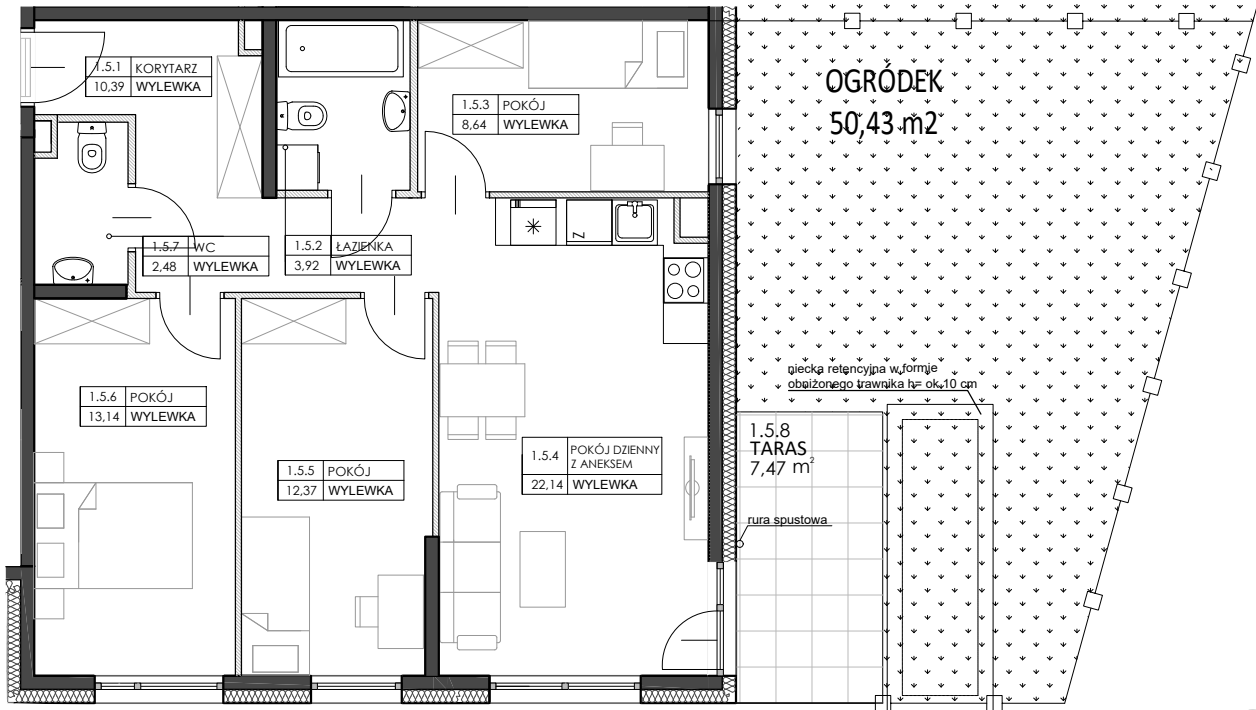 1.5.1 KORYTARZ
10,39 WYLEWKA
1.5.3 POKÓJ
8,64 WYLEWKA
OGRÓDEK
50,43 m2
1.5.7 WC
2,48 WYLEWKA
1.5.2 ŁAZIENKA
3,92 WYLEWKA
Z
niecka retencyjna w formie
obniżonego trawnika h= ok.10 cm
1.5.6 POKÓJ
13,14 WYLEWKA
1.5.4 POKÓJ DZIENNY
Z ANEKSEM
22,14 WYLEWKA
1.5.8
TARAS
7,47 m²
1.5.5 POKÓJ
12,37 WYLEWKA
rura spustowa